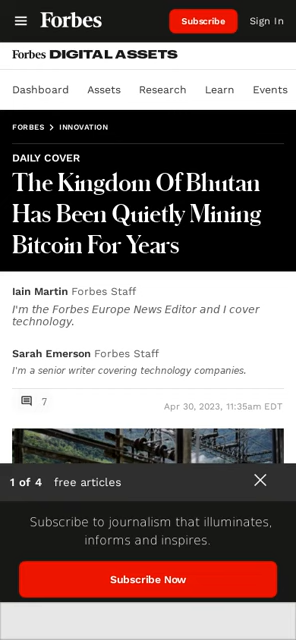 Forbes
Subscribe
Sign In
Forbes DIGITAL ASSETS
Dashboard Assets Research Learn Events
FORBES > INNOVATION
DAILY COVER
The Kingdom Of Bhutan
Has Been Quietly Mining
Bitcoin For Years
Iain Martin Forbes Staff
I'm the Forbes Europe News Editor and I cover
technology.
Sarah Emerson Forbes Staff
I'm a senior writer covering technology companies.
7
Apr 30, 2023, 11:35am EDT
1 of 4 free articles
Subscribe to journalism that illuminates,
informs and inspires.
Subscribe Now